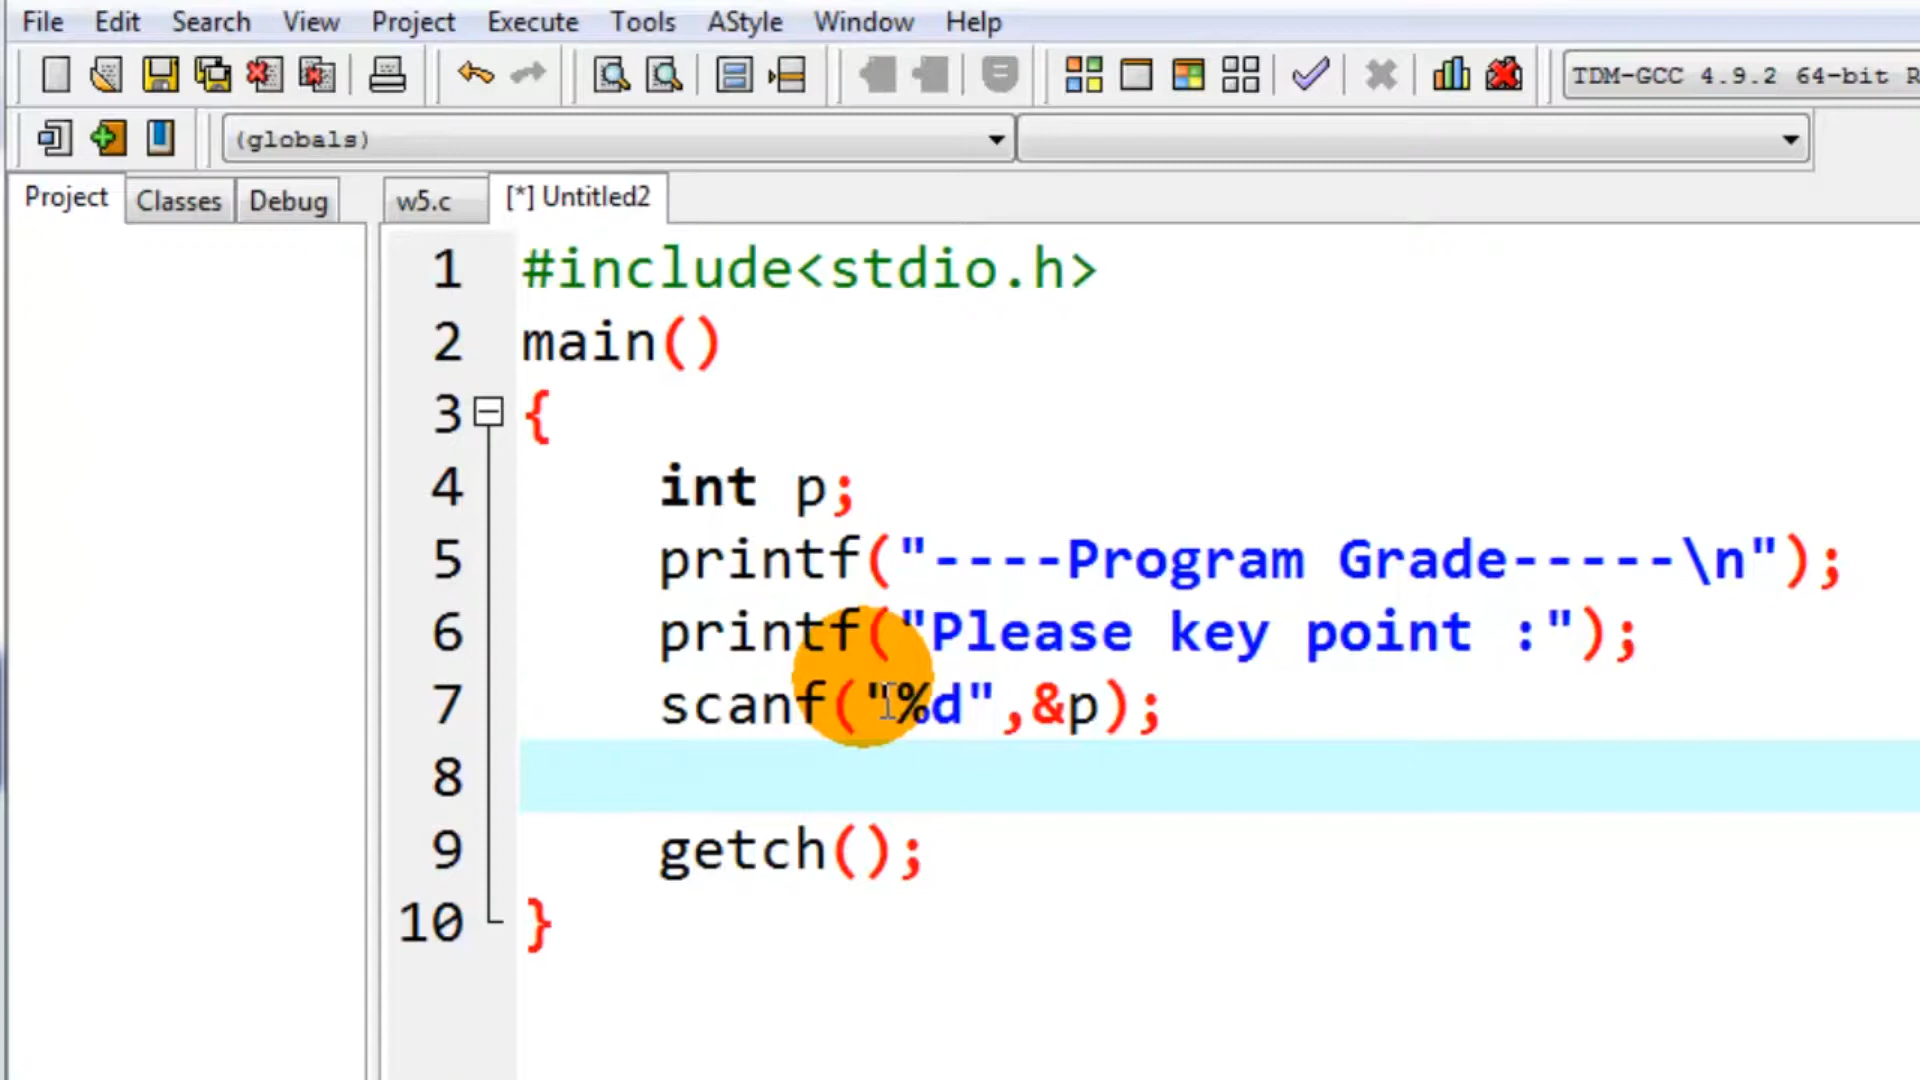 File Edit Search View Project Execute Tools AStyle Window Help
TDM-GCC 4.9.2 64-bit R
(globals)
Project Classes Debug w5.c [*] Untitled2
1 #include<stdio.h>
2 main()
3 {
4 int p;
5 printf("----Program Grade-----\n");
6 printf("Please key point :");
7 scanf("%d",&p);
8
9 getch();
10 }